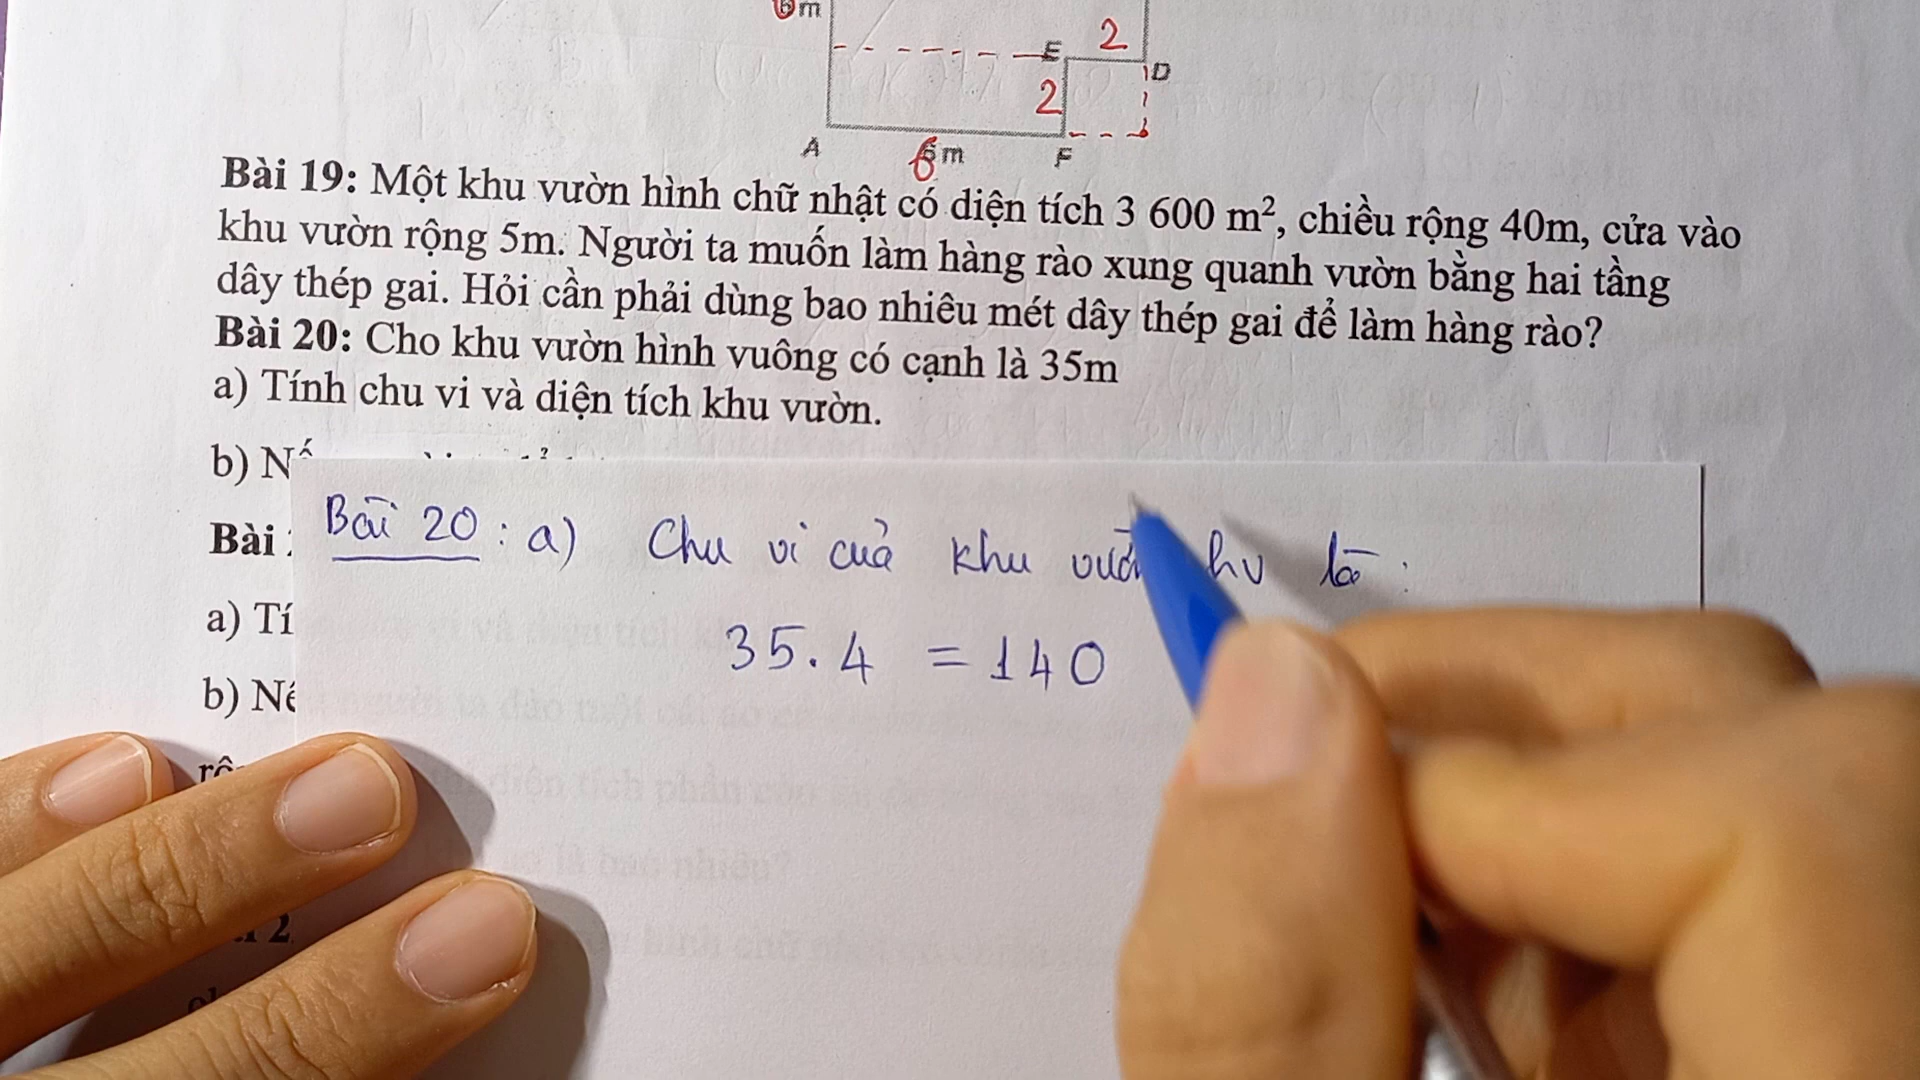 m
E 2
D
2
A 6m F
Bài 19: Một khu vườn hình chữ nhật có diện tích 3 600 m², chiều rộng 40m, cửa vào
khu vườn rộng 5m. Người ta muốn làm hàng rào xung quanh vườn bằng hai tầng
dây thép gai. Hỏi cần phải dùng bao nhiêu mét dây thép gai để làm hàng rào?
Bài 20: Cho khu vườn hình vuông có cạnh là 35m
a) Tính chu vi và diện tích khu vườn.
b)
Bài 20: a) Chu vi của khu hv là:
35.4 = 140
Bài
a)
b)